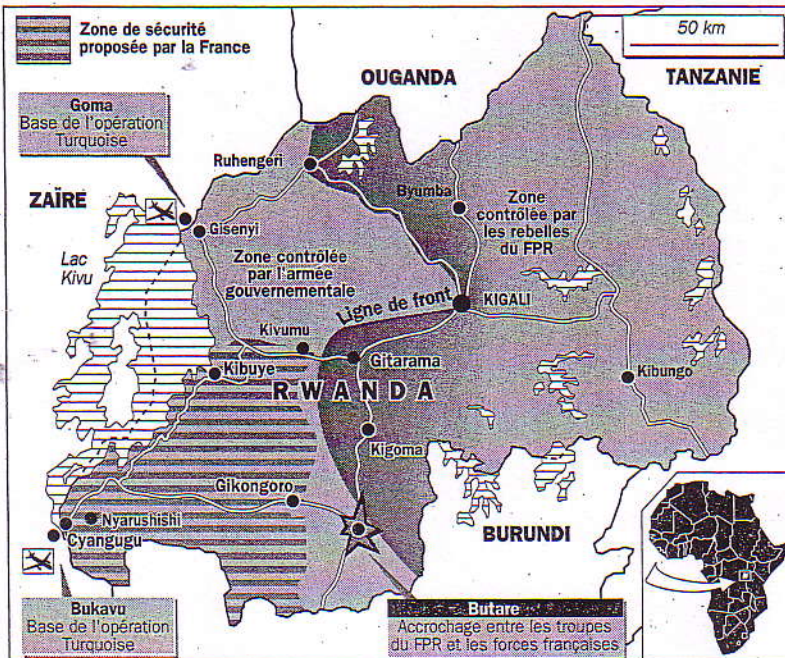 Zone de sécurité
proposée par la France
50 km
OUGANDA
TANZANIE
Goma
Base de l'opération
Turquoise
Ruhengeri
Byumba
Zone
contrôlée par
les rebelles
du FPR
ZAÏRE
Gisenyi
Lac
Kivu
Zone contrôlée
par l'armée
gouvernementale
Ligne de front
KIGALI
Kivumu
Gitarama
Kibuye
RWANDA
Kibungo
Kigoma
Gikongoro
Nyarushishi
Cyangugu
BURUNDI
Bukavu
Base de l'opération
Turquoise
Butare
Accrochage entre les troupes
du FPR et les forces françaises